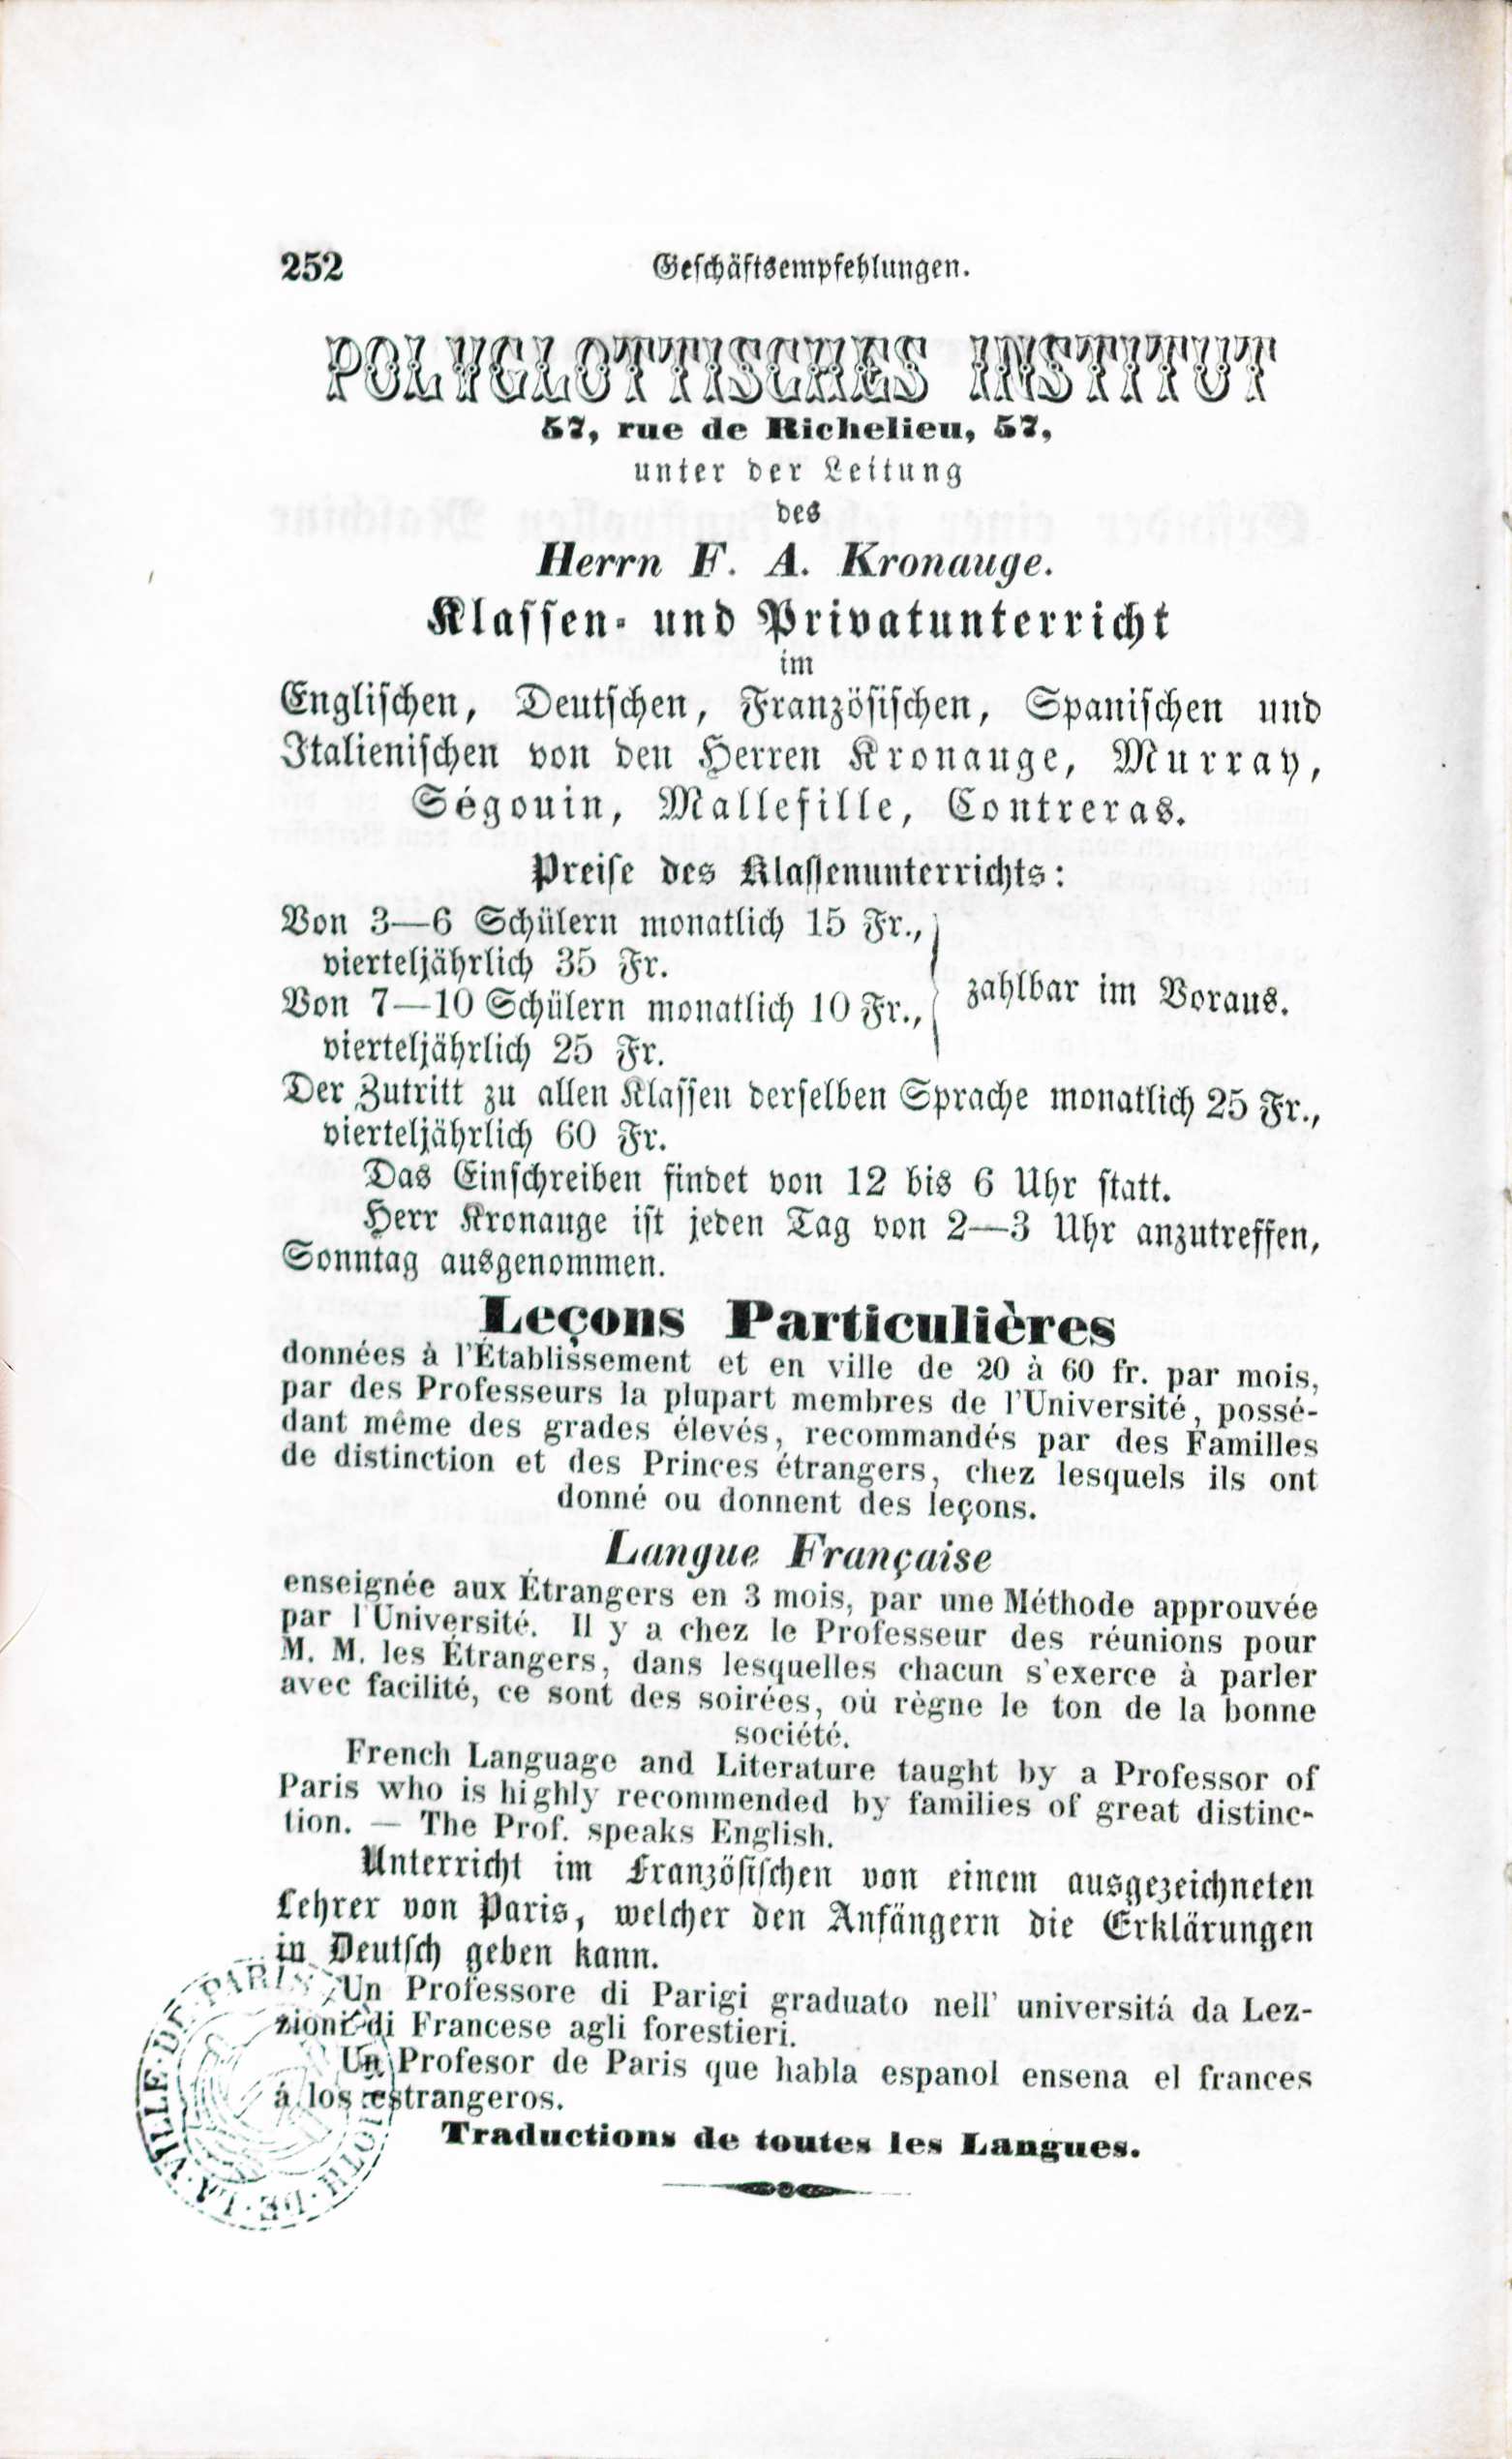 252 Geschäftsempfehlungen.
POLYGLOTTISCHES INSTITUT
57, rue de Richelieu, 57,
unter der Leitung
des
Herrn F. A. Kronauge.
Klassen- und Privatunterricht
im
Englischen, Deutschen, Französischen, Spanischen und
Italienischen von den Herren Kronauge, Murray,
Ségouin, Mallefille, Contreras.
Preise des Klassenunterrichts:
Von 3—6 Schülern monatlich 15 Fr.,
vierteljährlich 35 Fr.
Von 7—10 Schülern monatlich 10 Fr.,
vierteljährlich 25 Fr.
zahlbar im Voraus.
Der Zutritt zu allen Klassen derselben Sprache monatlich 25 Fr.,
vierteljährlich 60 Fr.
Das Einschreiben findet von 12 bis 6 Uhr statt.
Herr Kronauge ist jeden Tag von 2—3 Uhr anzutreffen,
Sonntag ausgenommen.
Leçons Particulières
données à l'Établissement et en ville de 20 à 60 fr. par mois,
par des Professeurs la plupart membres de l'Université, possé-
dant même des grades élevés, recommandés par des Familles
de distinction et des Princes étrangers, chez lesquels ils ont
donné ou donnent des leçons.
Langue Française
enseignée aux Étrangers en 3 mois, par une Méthode approuvée
par l'Université. Il y a chez le Professeur des réunions pour
M. M. les Étrangers, dans lesquelles chacun s'exerce à parler
avec facilité, ce sont des soirées, où règne le ton de la bonne
société.
French Language and Literature taught by a Professor of
Paris who is highly recommended by families of great distinc-
tion. — The Prof. speaks English.
Unterricht im Französischen von einem ausgezeichneten
Lehrer von Paris, welcher den Anfängern die Erklärungen
in Deutsch geben kann.
Un Professore di Parigi graduato nell' universitá da Lez-
zioni di Francese agli forestieri.
Un Profesor de Paris que habla espanol ensena el frances
á los estrangeros.
Traductions de toutes les Langues.
DE·LA·VILLE·DE·PARIS